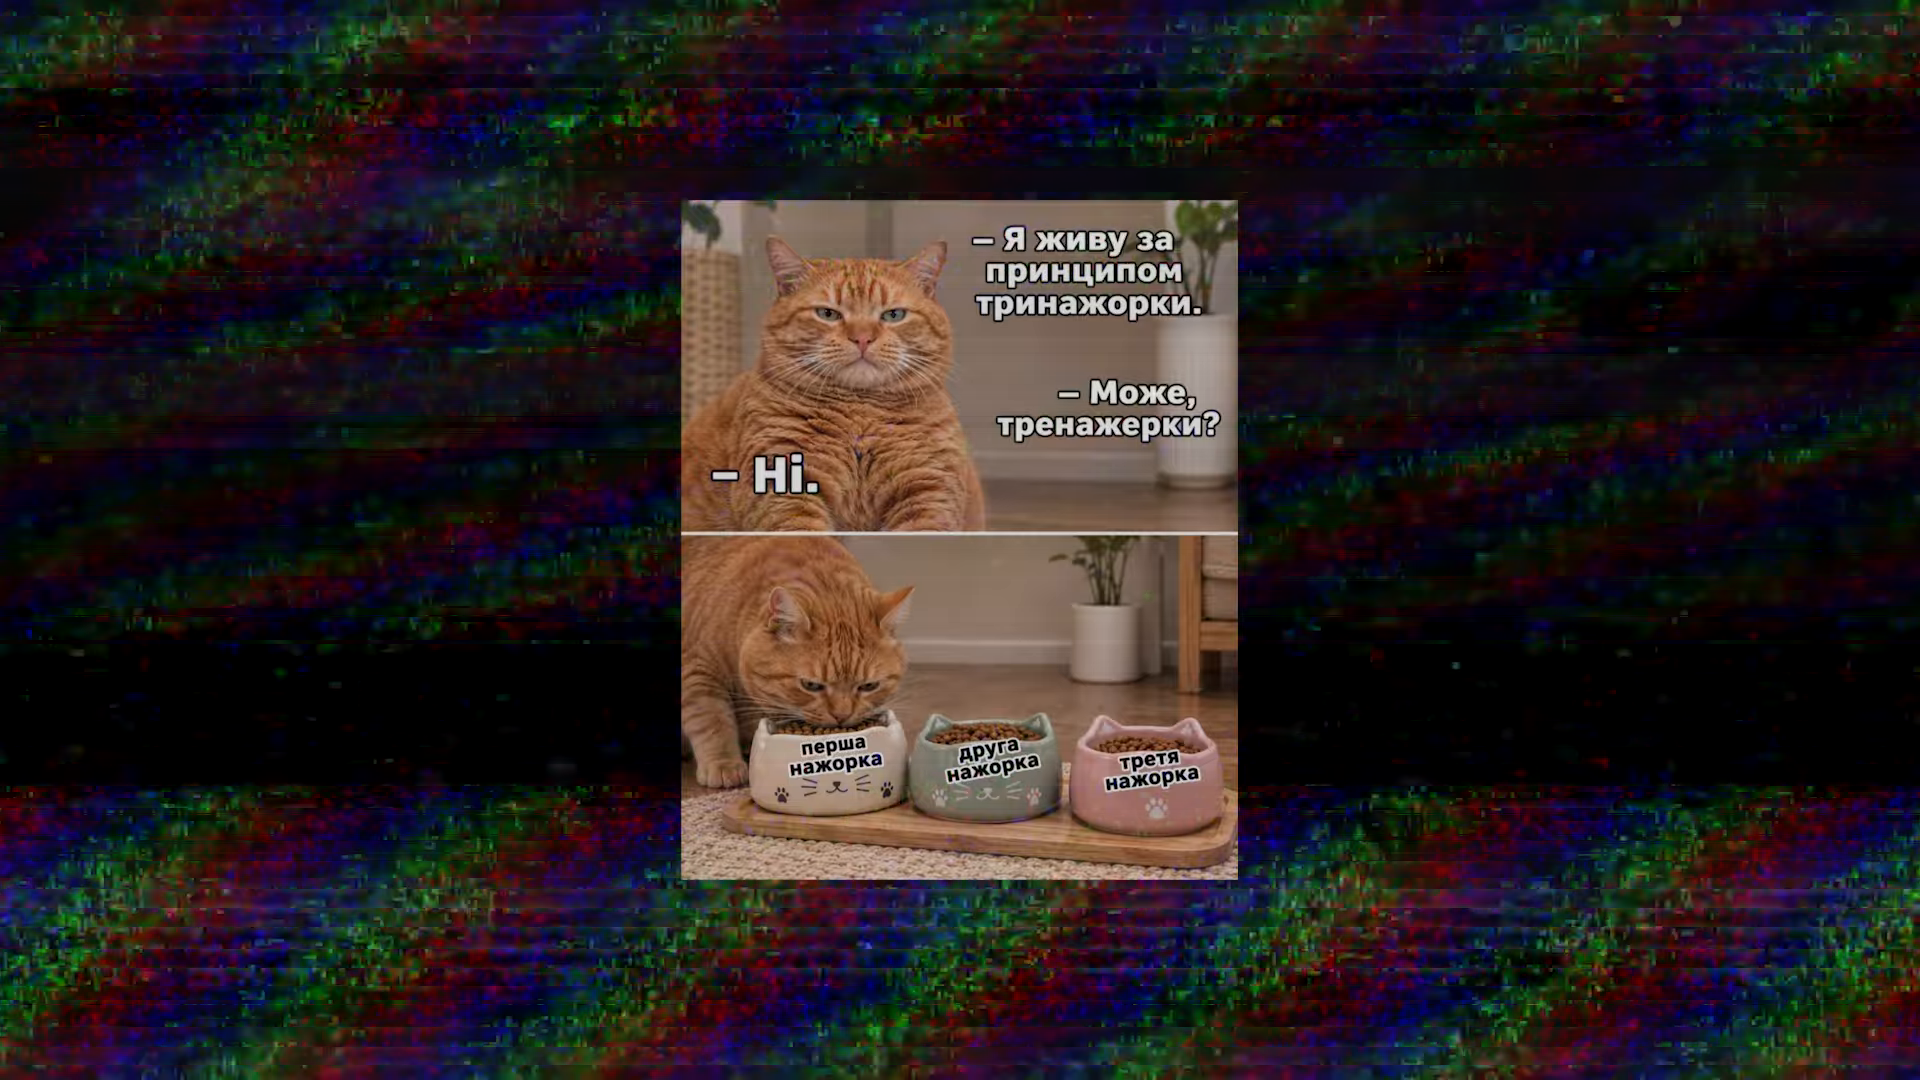 – Я живу за
принципом
тринажорки.
– Може,
тренажерки?
– Ні.
перша
нажорка
друга
нажорка
третя
нажорка